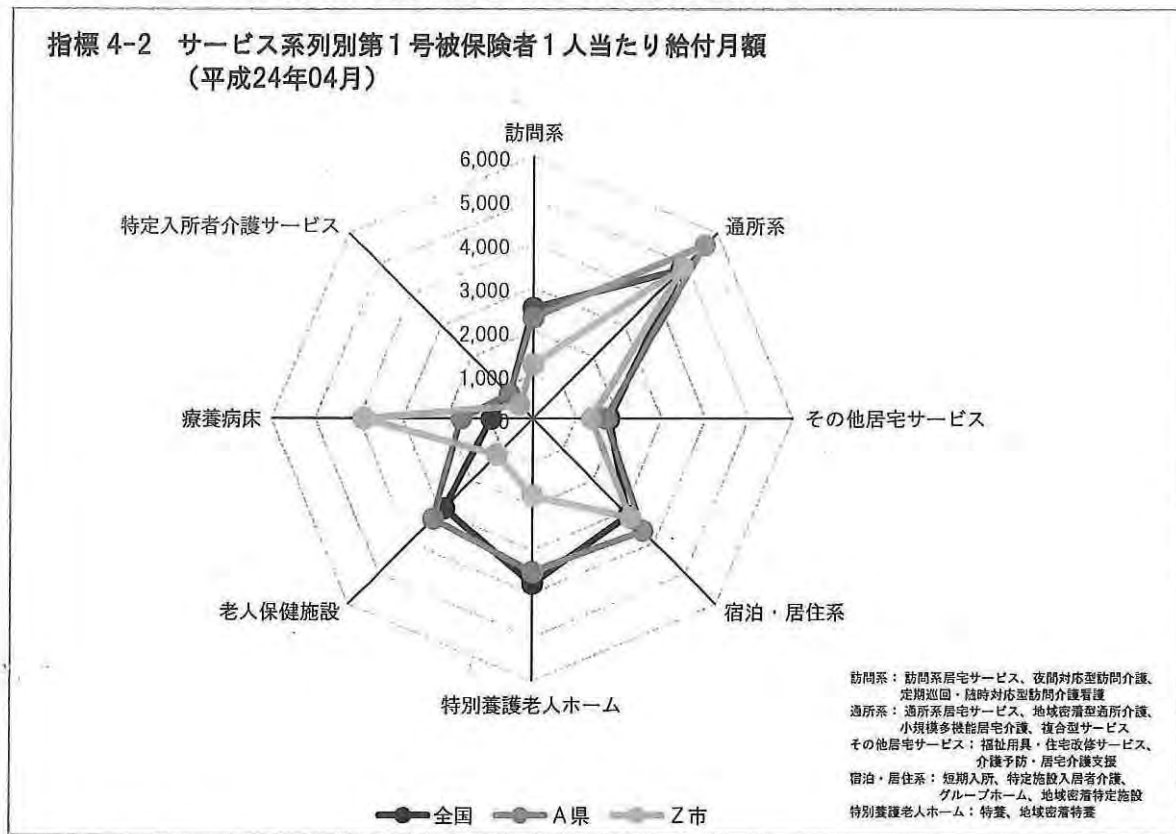 指標 4-2 サービス系列別第1号被保険者1人当たり給付月額
(平成24年04月)
訪問系
6,000
5,000
4,000
3,000
2,000
1,000
0
通所系
その他居宅サービス
宿泊・居住系
特別養護老人ホーム
老人保健施設
療養病床
特定入所者介護サービス
訪問系:訪問系居宅サービス、夜間対応型訪問介護、
定期巡回・随時対応型訪問介護看護
通所系:通所系居宅サービス、地域密着型通所介護、
小規模多機能居宅介護、複合型サービス
その他居宅サービス:福祉用具・住宅改修サービス、
介護予防・居宅介護支援
宿泊・居住系:短期入所、特定施設入居者介護、
グループホーム、地域密着特定施設
特別養護老人ホーム:特養、地域密着特養
全国 A県 Z市